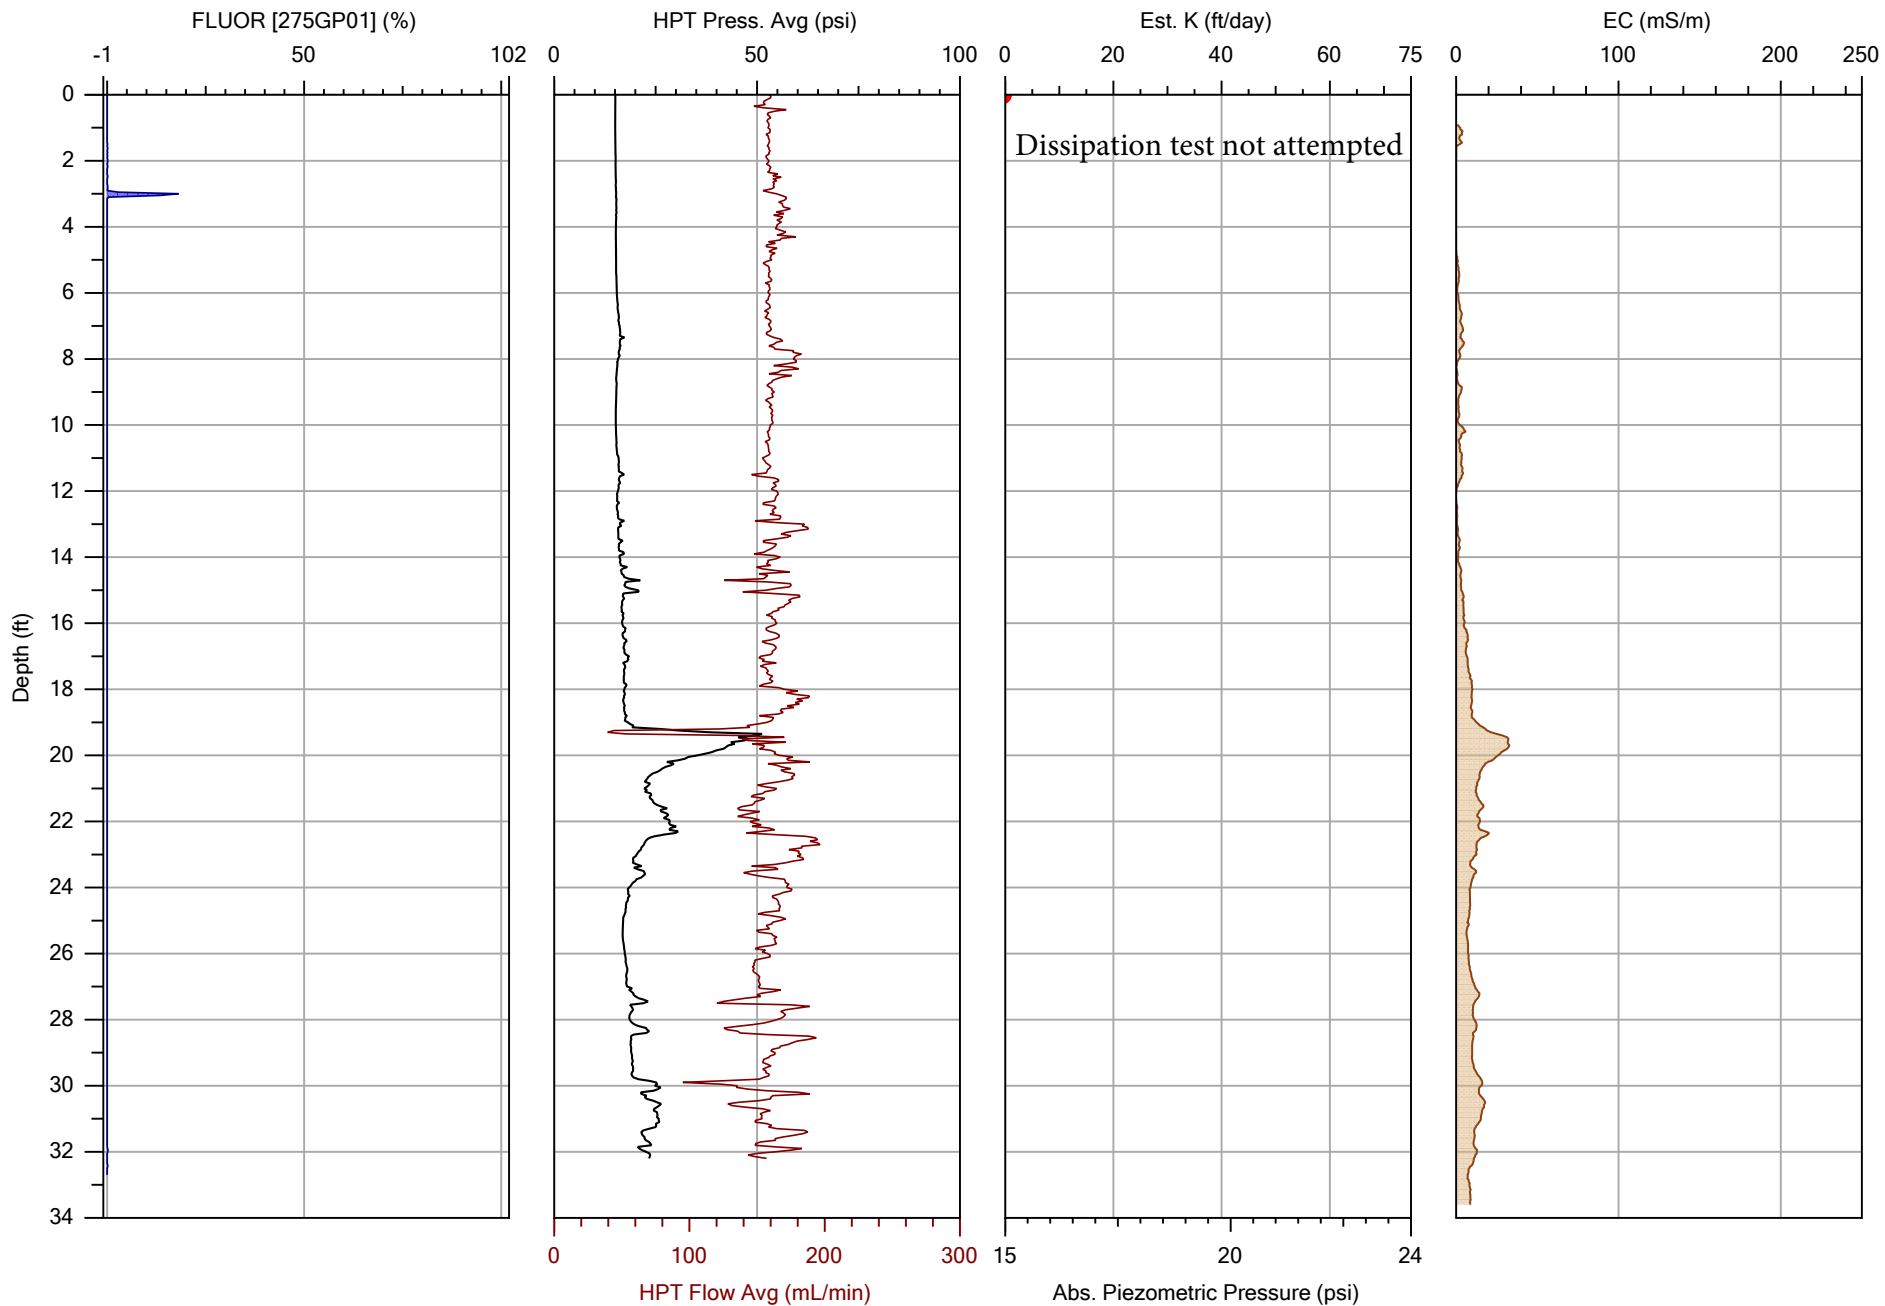 FLUOR [275GP01] (%)
HPT Press. Avg (psi)
Est. K (ft/day)
EC (mS/m)
-1 50 102
0 50 100
0 20 40 60 75
0 100 200 250
Dissipation test not attempted
Depth (ft)
0
2
4
6
8
10
12
14
16
18
20
22
24
26
28
30
32
34
0 100 200 300
15 20 24
HPT Flow Avg (mL/min)
Abs. Piezometric Pressure (psi)